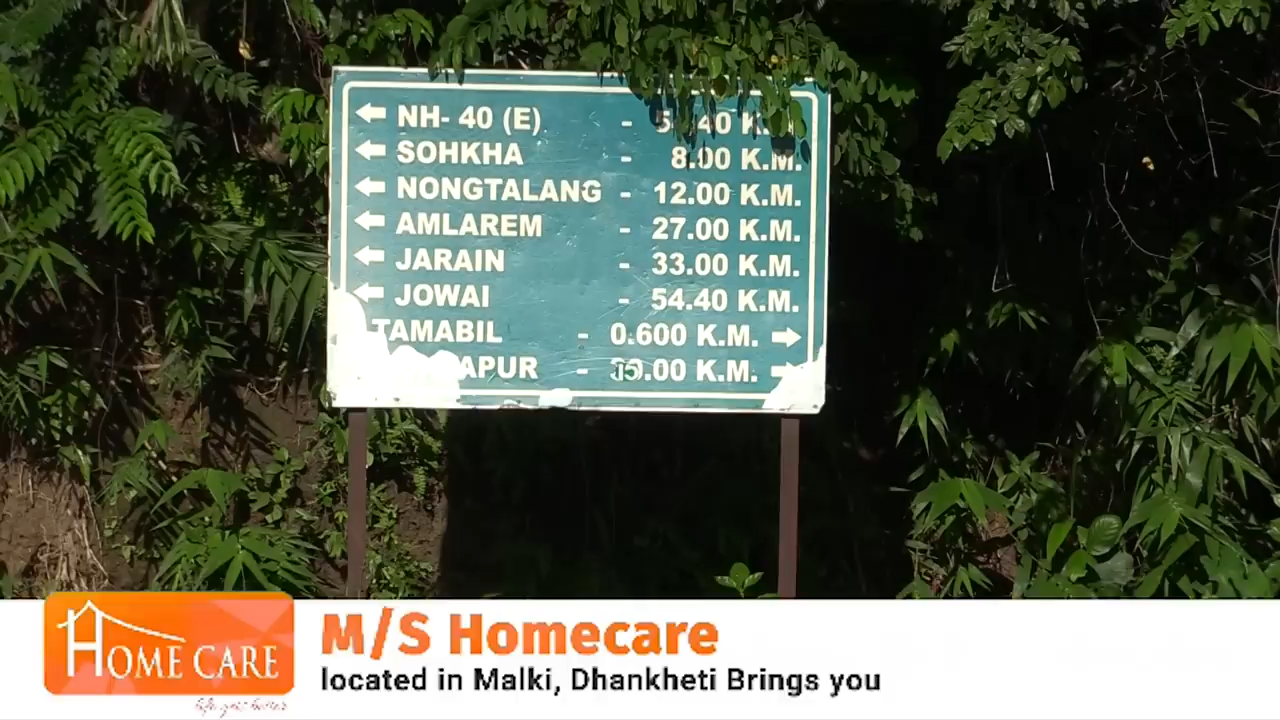 NH- 40 (E) - K.M.
SOHKHA - 8.00 K.M.
NONGTALANG - 12.00 K.M.
AMLAREM - 27.00 K.M.
JARAIN - 33.00 K.M.
JOWAI - 54.40 K.M.
TAMABIL - 0.600 K.M.
APUR - K.M.
HOME CARE
M/S Homecare
located in Malki, Dhankheti Brings you